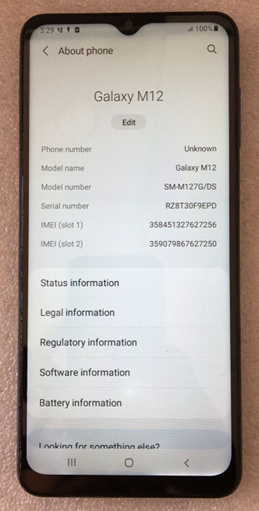 3:29
100%
About phone
Galaxy M12
Edit
Phone number Unknown
Model name Galaxy M12
Model number SM-M127G/DS
Serial number RZ8T30F9EPD
IMEI (slot 1) 358451327627256
IMEI (slot 2) 359079867627250
Status information
Legal information
Regulatory information
Software information
Battery information
Looking for something else?